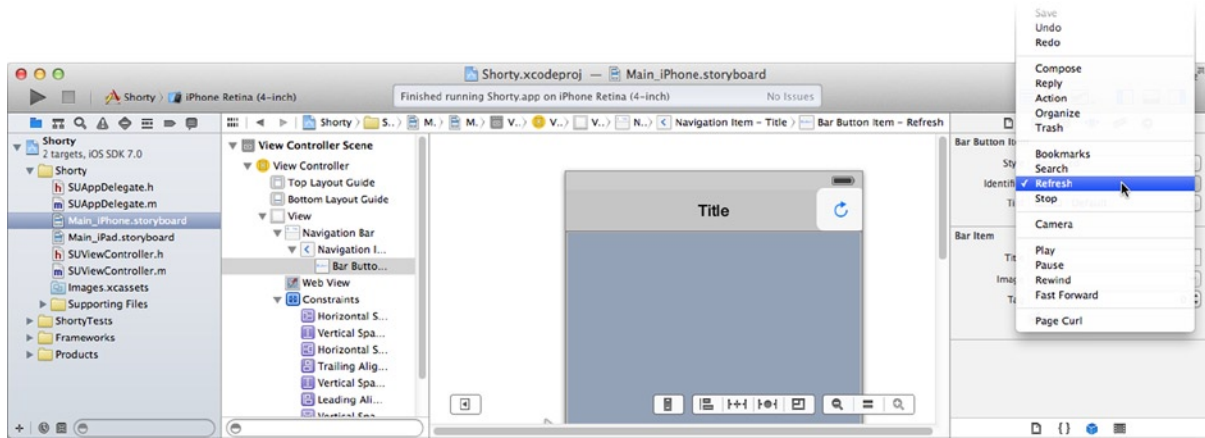 Save
Undo
Redo
Compose
Reply
Action
Organize
Trash
Bookmarks
Search
Refresh
Stop
Camera
Play
Pause
Rewind
Fast Forward
Page Curl
Shorty.xcodeproj — Main_iPhone.storyboard
Shorty 〉 iPhone Retina (4-inch)
Finished running Shorty.app on iPhone Retina (4-inch) No Issues
Shorty 〉 S..〉 M.〉 M.〉 V..〉 V..〉 V..〉 N..〉 Navigation Item - Title 〉 Bar Button Item - Refresh
Shorty
2 targets, iOS SDK 7.0
Shorty
SUAppDelegate.h
SUAppDelegate.m
Main_iPhone.storyboard
Main_iPad.storyboard
SUViewController.h
SUViewController.m
Images.xcassets
Supporting Files
ShortyTests
Frameworks
Products
View Controller Scene
View Controller
Top Layout Guide
Bottom Layout Guide
View
Navigation Bar
Navigation I...
Bar Butto...
Web View
Constraints
Horizontal S...
Vertical Spa...
Horizontal S...
Trailing Alig...
Vertical Spa...
Leading Ali...
Vertical Spa...
Title
Bar Button It
Sty
Identifi
Bar Item
Tit
Imag
Ta